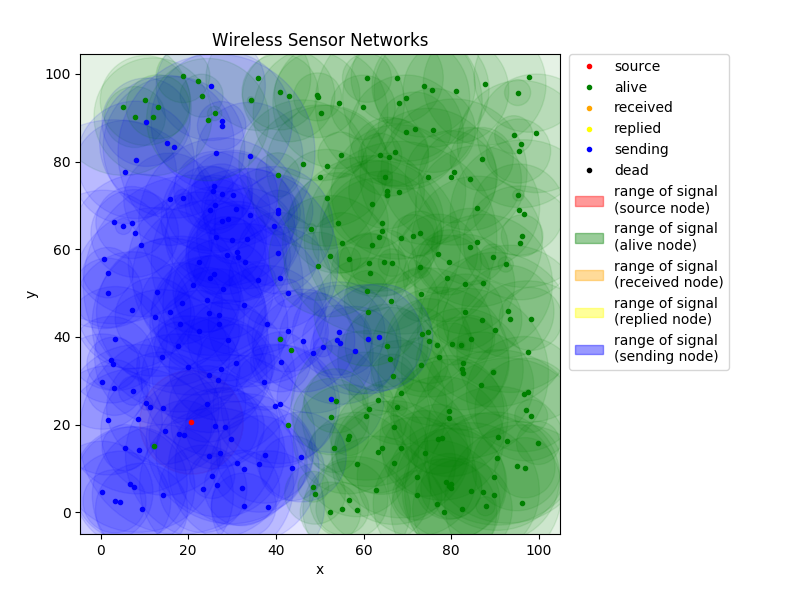 Wireless Sensor Networks
100
80
60
40
20
0
y
0 20 40 60 80 100
x
source
alive
received
replied
sending
dead
range of signal
(source node)
range of signal
(alive node)
range of signal
(received node)
range of signal
(replied node)
range of signal
(sending node)